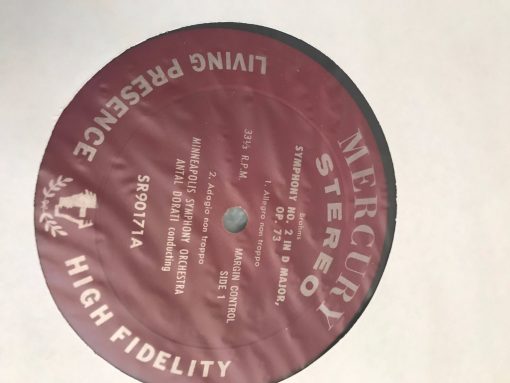 MERCURY
STEREO
Brahms
SYMPHONY NO. 2 IN D MAJOR,
OP. 73
1. Allegro non troppo
33⅓ R.P.M.
MARGIN CONTROL
SIDE 1
2. Adagio non troppo
MINNEAPOLIS SYMPHONY ORCHESTRA
ANTAL DORATI conducting
SR90171A
LIVING PRESENCE
HIGH FIDELITY